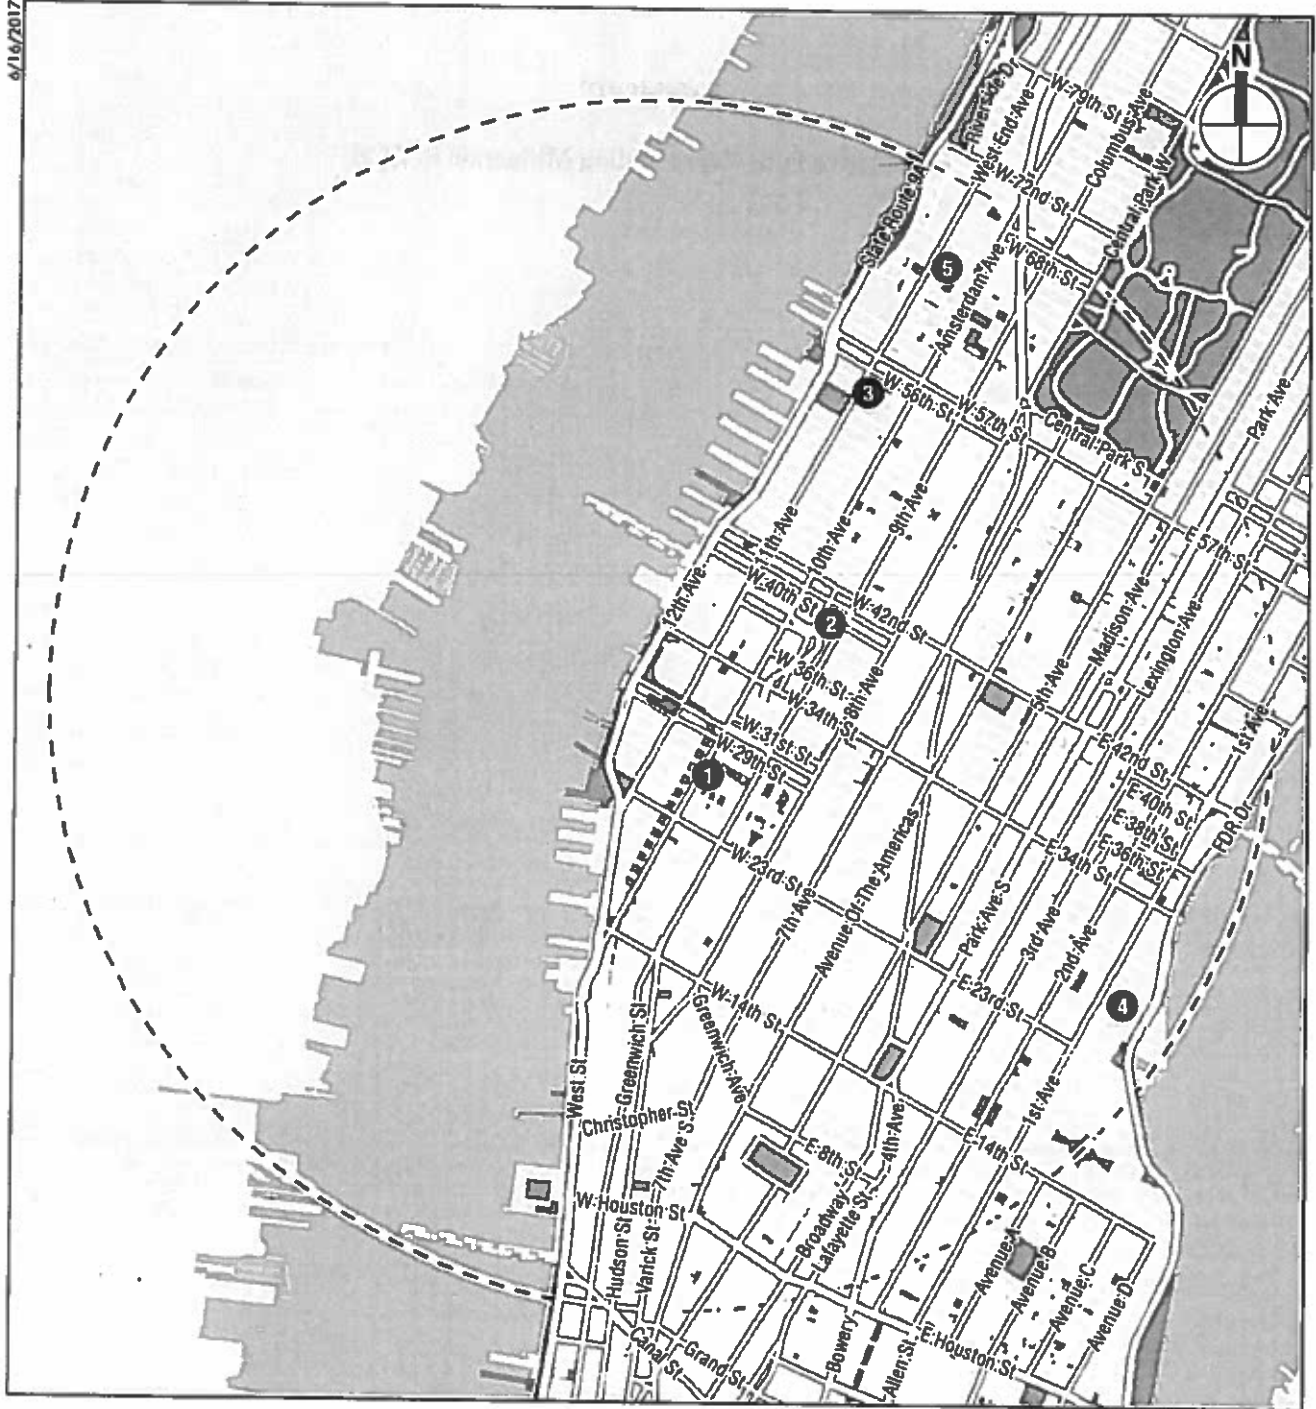 6/16/2017
N
Riverside D
W 79th St
West End Ave
Columbus Ave
Central Park W
W 72nd St
State Route 9A
W 68th St
5
Amsterdam Ave
3
W 56th St
W 57th St
Central Park S
Park Ave
E 57th St
11th Ave
10th Ave
9th Ave
12th Ave
W 40th St
W 42nd St
2
W 36th St
8th Ave
W 34th St
Madison Ave
Lexington Ave
5th Ave
1st Ave
W 31st St
W 29th St
1
E 42nd St
E 40th St
E 38th St
E 36th St
FDR Dr
E 34th St
W 23rd St
7th Ave
Avenue Of The Americas
Park Ave S
3rd Ave
2nd Ave
4
E 23rd St
W 14th St
Greenwich St
Greenwich Ave
West St
Christopher St
7th Ave S
E 8th St
4th Ave
1st Ave
E 14th St
W Houston St
Hudson St
Varick St
Broadway
Lafayette St
Avenue A
Avenue B
Avenue C
Avenue D
Canal St
Grand St
Bowery
Allen St
E Houston St